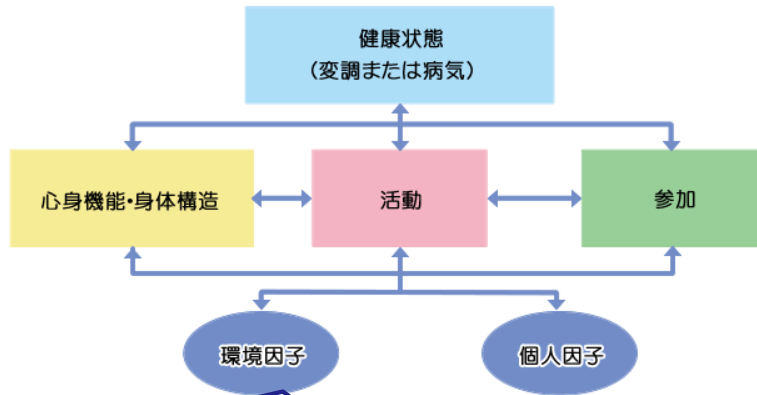 健康状態
（変調または病気）
心身機能・身体構造
活動
参加
環境因子
個人因子